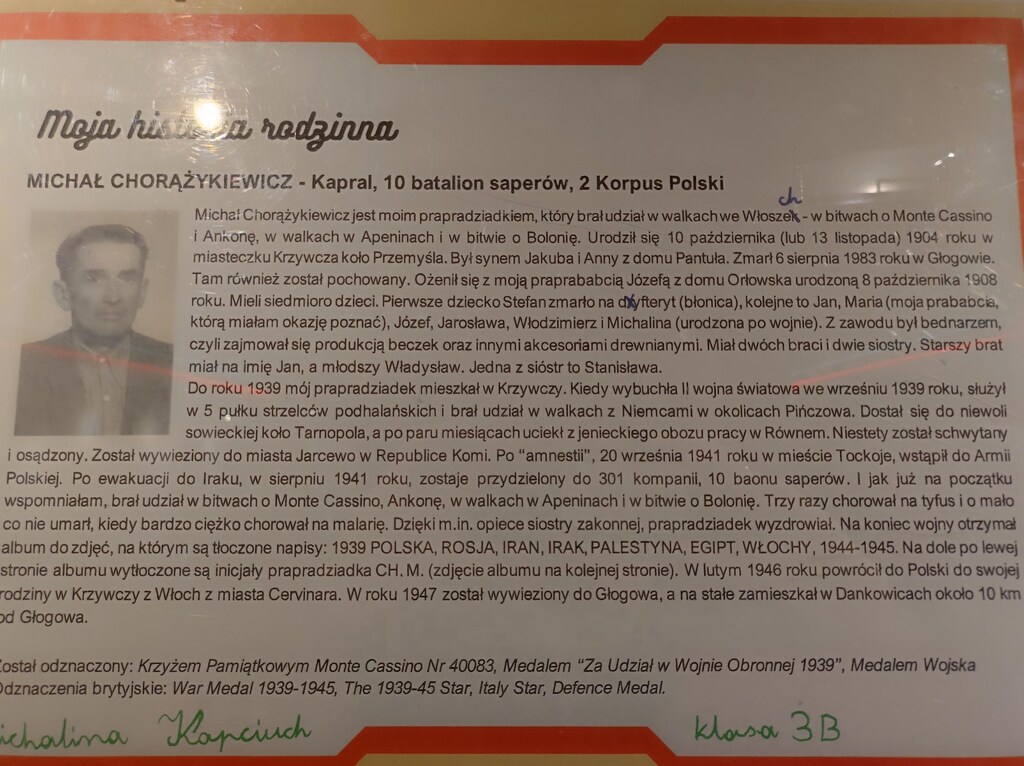 Moja historia rodzinna
MICHAŁ CHORĄŻYKIEWICZ - Kapral, 10 batalion saperów, 2 Korpus Polski
ch
Michał Chorążykiewicz jest moim prapradziadkiem, który brał udział w walkach we Włoszek - w bitwach o Monte Cassino
i Ankonę, w walkach w Apeninach i w bitwie o Bolonię. Urodził się 10 października (lub 13 listopada) 1904 roku w
miasteczku Krzywcza koło Przemyśla. Był synem Jakuba i Anny z domu Pantuła. Zmarł 6 sierpnia 1983 roku w Głogowie.
Tam również został pochowany. Ożenił się z moją praprababcią Józefą z domu Orłowska urodzoną 8 października 1908
roku. Mieli siedmioro dzieci. Pierwsze dziecko Stefan zmarło na dyfteryt (błonica), kolejne to Jan, Maria (moja prababcia,
którą miałam okazję poznać), Józef, Jarosława, Włodzimierz i Michalina (urodzona po wojnie). Z zawodu był bednarzem,
czyli zajmował się produkcją beczek oraz innymi akcesoriami drewnianymi. Miał dwóch braci i dwie siostry. Starszy brat
miał na imię Jan, a młodszy Władysław. Jedna z sióstr to Stanisława.
Do roku 1939 mój prapradziadek mieszkał w Krzywczy. Kiedy wybuchła II wojna światowa we wrześniu 1939 roku, służył
w 5 pułku strzelców podhalańskich i brał udział w walkach z Niemcami w okolicach Pińczowa. Dostał się do niewoli
sowieckiej koło Tarnopola, a po paru miesiącach uciekł z jenieckiego obozu pracy w Równem. Niestety został schwytany
i osądzony. Został wywieziony do miasta Jarcewo w Republice Komi. Po “amnestii”, 20 września 1941 roku w mieście Tockoje, wstąpił do Armii
Polskiej. Po ewakuacji do Iraku, w sierpniu 1941 roku, zostaje przydzielony do 301 kompanii, 10 baonu saperów. I jak już na początku
wspomniałam, brał udział w bitwach o Monte Cassino, Ankonę, w walkach w Apeninach i w bitwie o Bolonię. Trzy razy chorował na tyfus i o mało
co nie umarł, kiedy bardzo ciężko chorował na malarię. Dzięki m.in. opiece siostry zakonnej, prapradziadek wyzdrowiał. Na koniec wojny otrzymał
album do zdjęć, na którym są tłoczone napisy: 1939 POLSKA, ROSJA, IRAN, IRAK, PALESTYNA, EGIPT, WŁOCHY, 1944-1945. Na dole po lewej
stronie albumu wytłoczone są inicjały prapradziadka CH. M. (zdjęcie albumu na kolejnej stronie). W lutym 1946 roku powrócił do Polski do swojej
rodziny w Krzywczy z Włoch z miasta Cervinara. W roku 1947 został wywieziony do Głogowa, a na stałe zamieszkał w Dankowicach około 10 km
od Głogowa.
Został odznaczony: Krzyżem Pamiątkowym Monte Cassino Nr 40083, Medalem “Za Udział w Wojnie Obronnej 1939”, Medalem Wojska
Odznaczenia brytyjskie: War Medal 1939-1945, The 1939-45 Star, Italy Star, Defence Medal.
Michalina Kapciuch klasa 3B